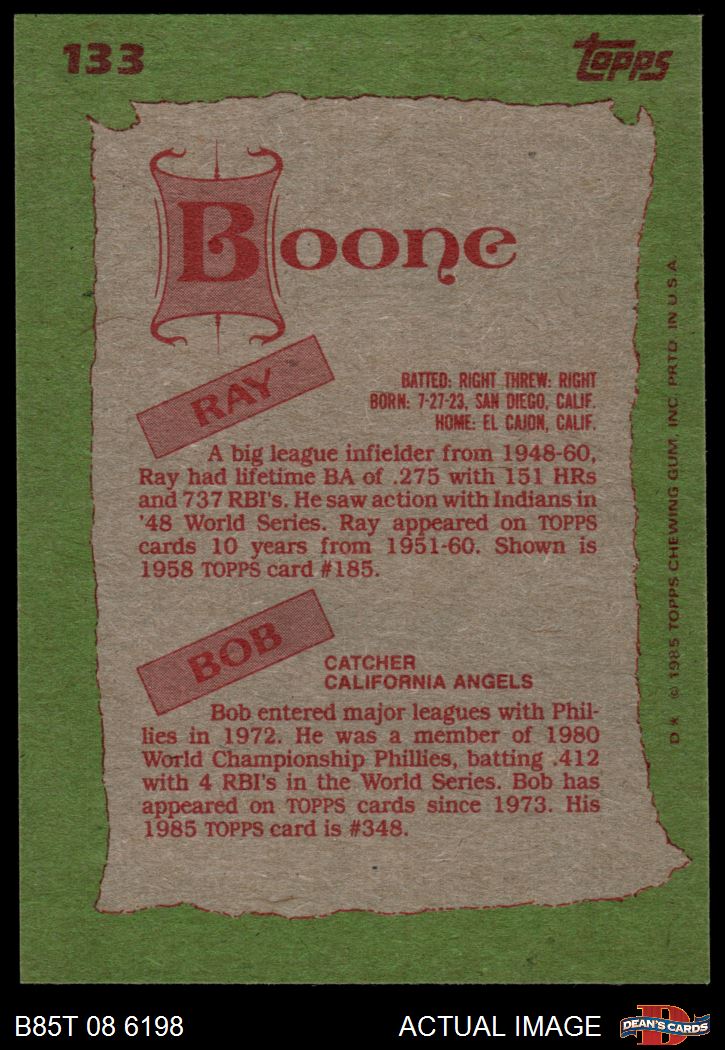 133
Topps
Boone
RAY
BATTED: RIGHT THREW: RIGHT
BORN: 7-27-23, SAN DIEGO, CALIF.
HOME: EL CAJON, CALIF.
A big league infielder from 1948-60,
Ray had lifetime BA of .275 with 151 HRs
and 737 RBI's. He saw action with Indians in
'48 World Series. Ray appeared on TOPPS
cards 10 years from 1951-60. Shown is
1958 TOPPS card #185.
BOB
CATCHER
CALIFORNIA ANGELS
Bob entered major leagues with Phil-
lies in 1972. He was a member of 1980
World Championship Phillies, batting .412
with 4 RBI's in the World Series. Bob has
appeared on TOPPS cards since 1973. His
1985 TOPPS card is #348.
D* © 1985 TOPPS CHEWING GUM, INC. PRTD. IN U.S.A.
B85T 08 6198
ACTUAL IMAGE
D
DEAN'S CARDS